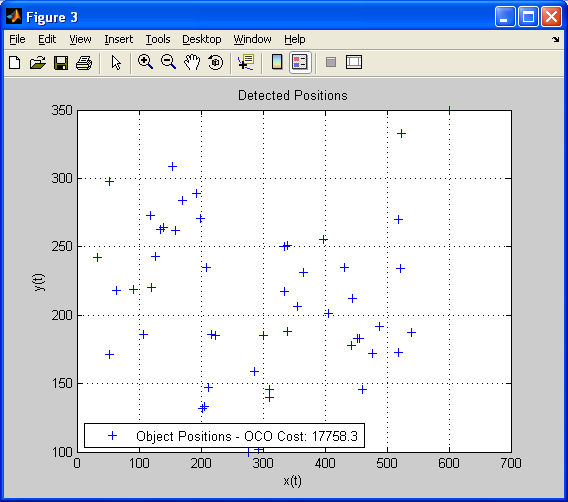 Figure 3
File Edit View Insert Tools Desktop Window Help
Detected Positions
350
300
250
200
150
100
y(t)
Object Positions - OCO Cost: 17758.3
0 100 200 300 400 500 600 700
x(t)